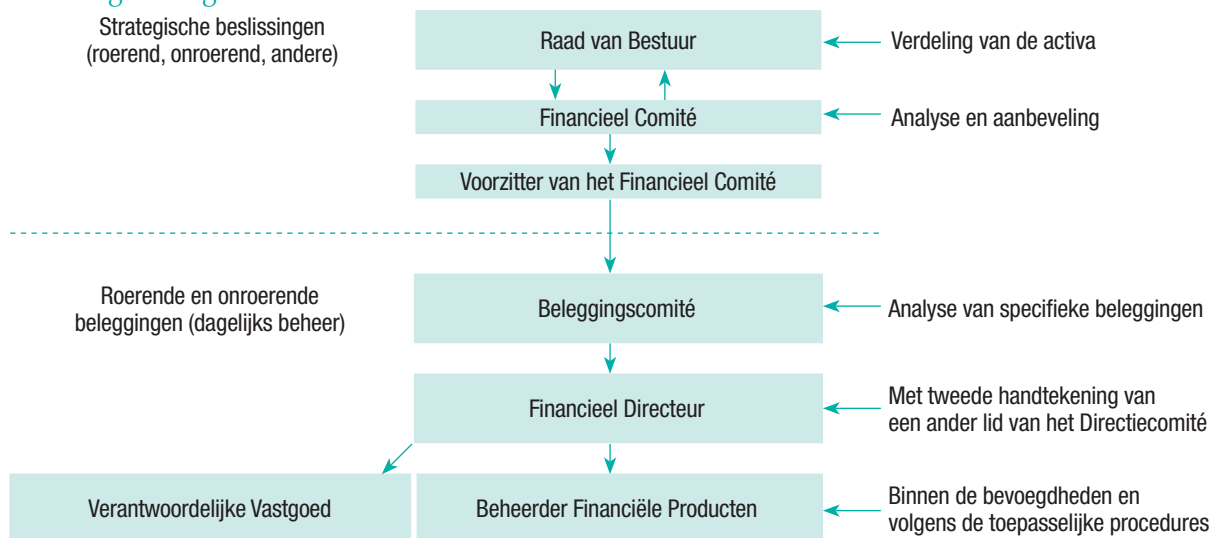 Strategische beslissingen
(roerend, onroerend, andere)
Raad van Bestuur
Verdeling van de activa
Financieel Comité
Analyse en aanbeveling
Voorzitter van het Financieel Comité
Roerende en onroerende
beleggingen (dagelijks beheer)
Beleggingscomité
Analyse van specifieke beleggingen
Financieel Directeur
Met tweede handtekening van
een ander lid van het Directiecomité
Verantwoordelijke Vastgoed
Beheerder Financiële Producten
Binnen de bevoegdheden en
volgens de toepasselijke procedures